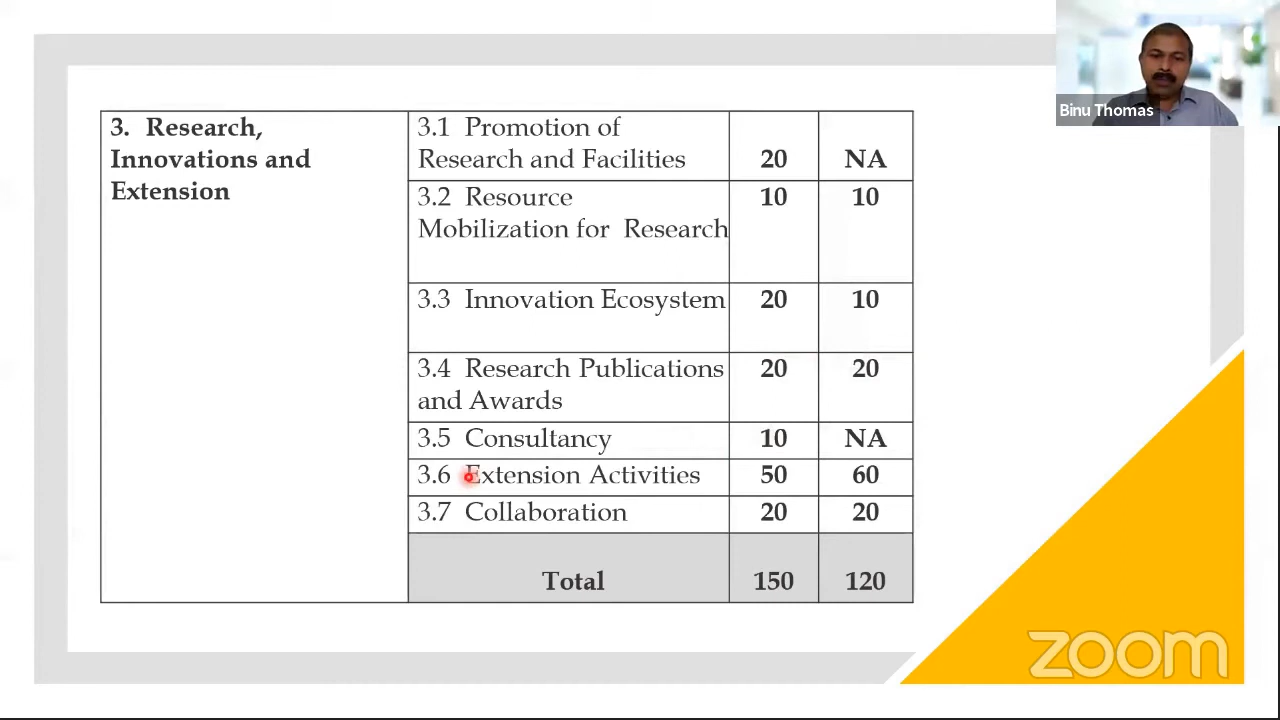 Binu Thomas
3. Research,
Innovations and
Extension
3.1 Promotion of
Research and Facilities 20 NA
3.2 Resource 10 10
Mobilization for Research
3.3 Innovation Ecosystem 20 10
3.4 Research Publications 20 20
and Awards
3.5 Consultancy 10 NA
3.6 Extension Activities 50 60
3.7 Collaboration 20 20
Total 150 120
zoom